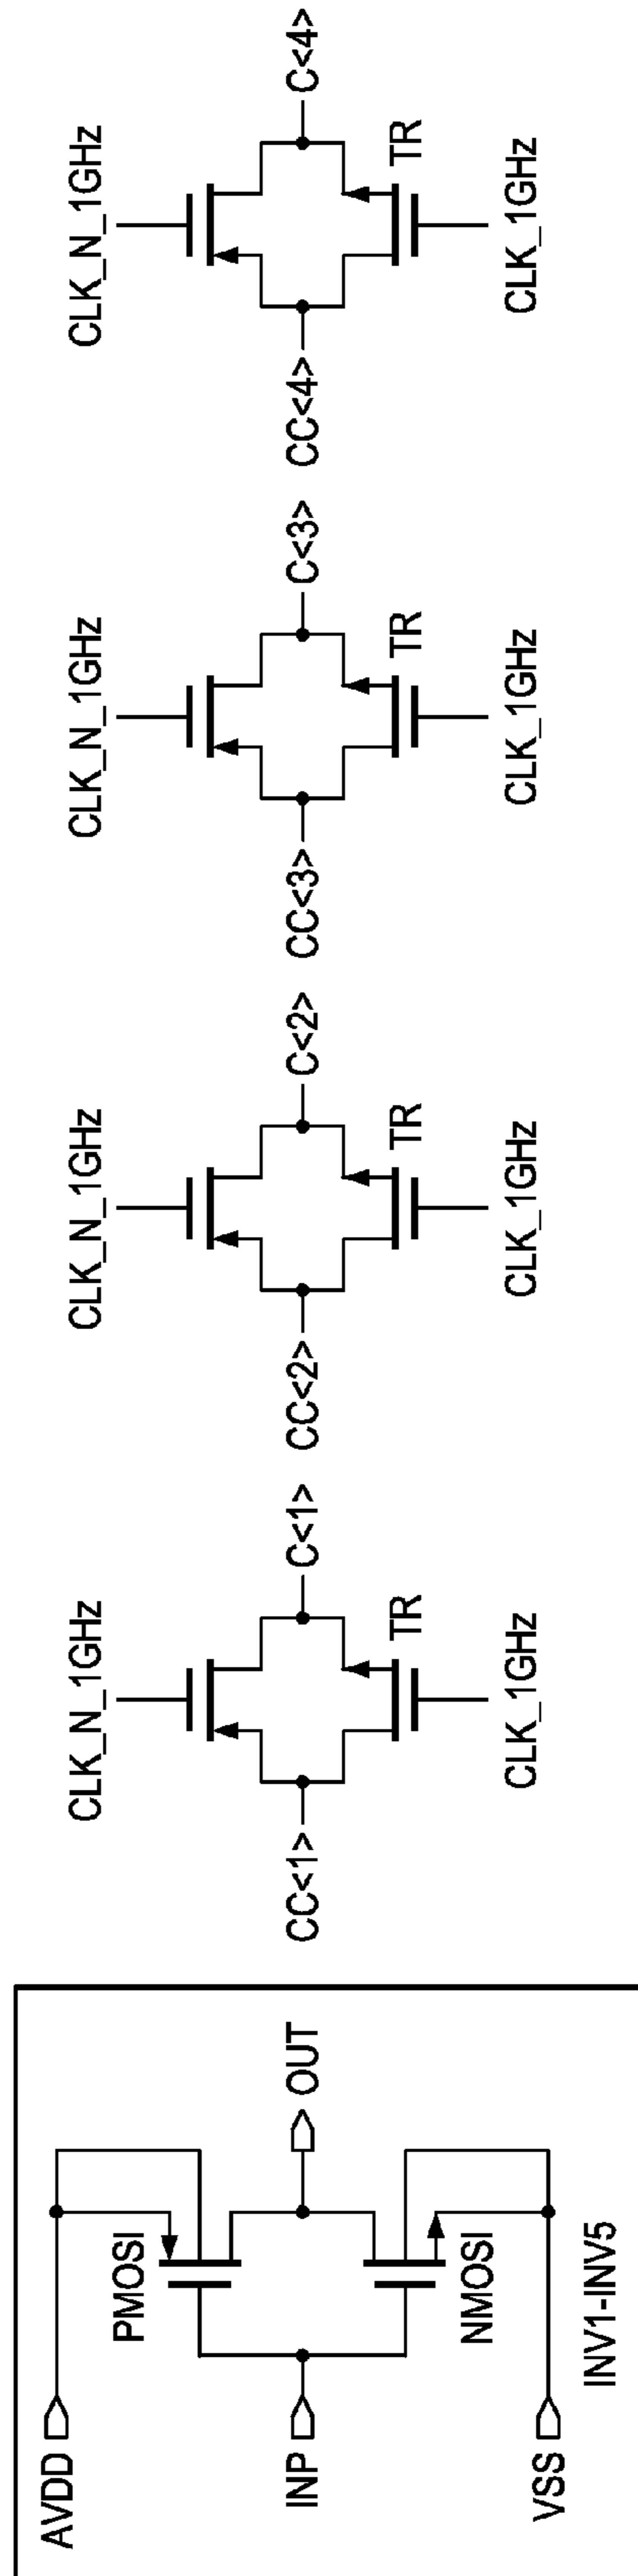 AVDD
PMOSI
INP
OUT
NMOSI
VSS
INV1-INV5
CLK_N_1GHz
CC<1>
C<1>
TR
CLK_1GHz
CLK_N_1GHz
CC<2>
C<2>
TR
CLK_1GHz
CLK_N_1GHz
CC<3>
C<3>
TR
CLK_1GHz
CLK_N_1GHz
CC<4>
C<4>
TR
CLK_1GHz